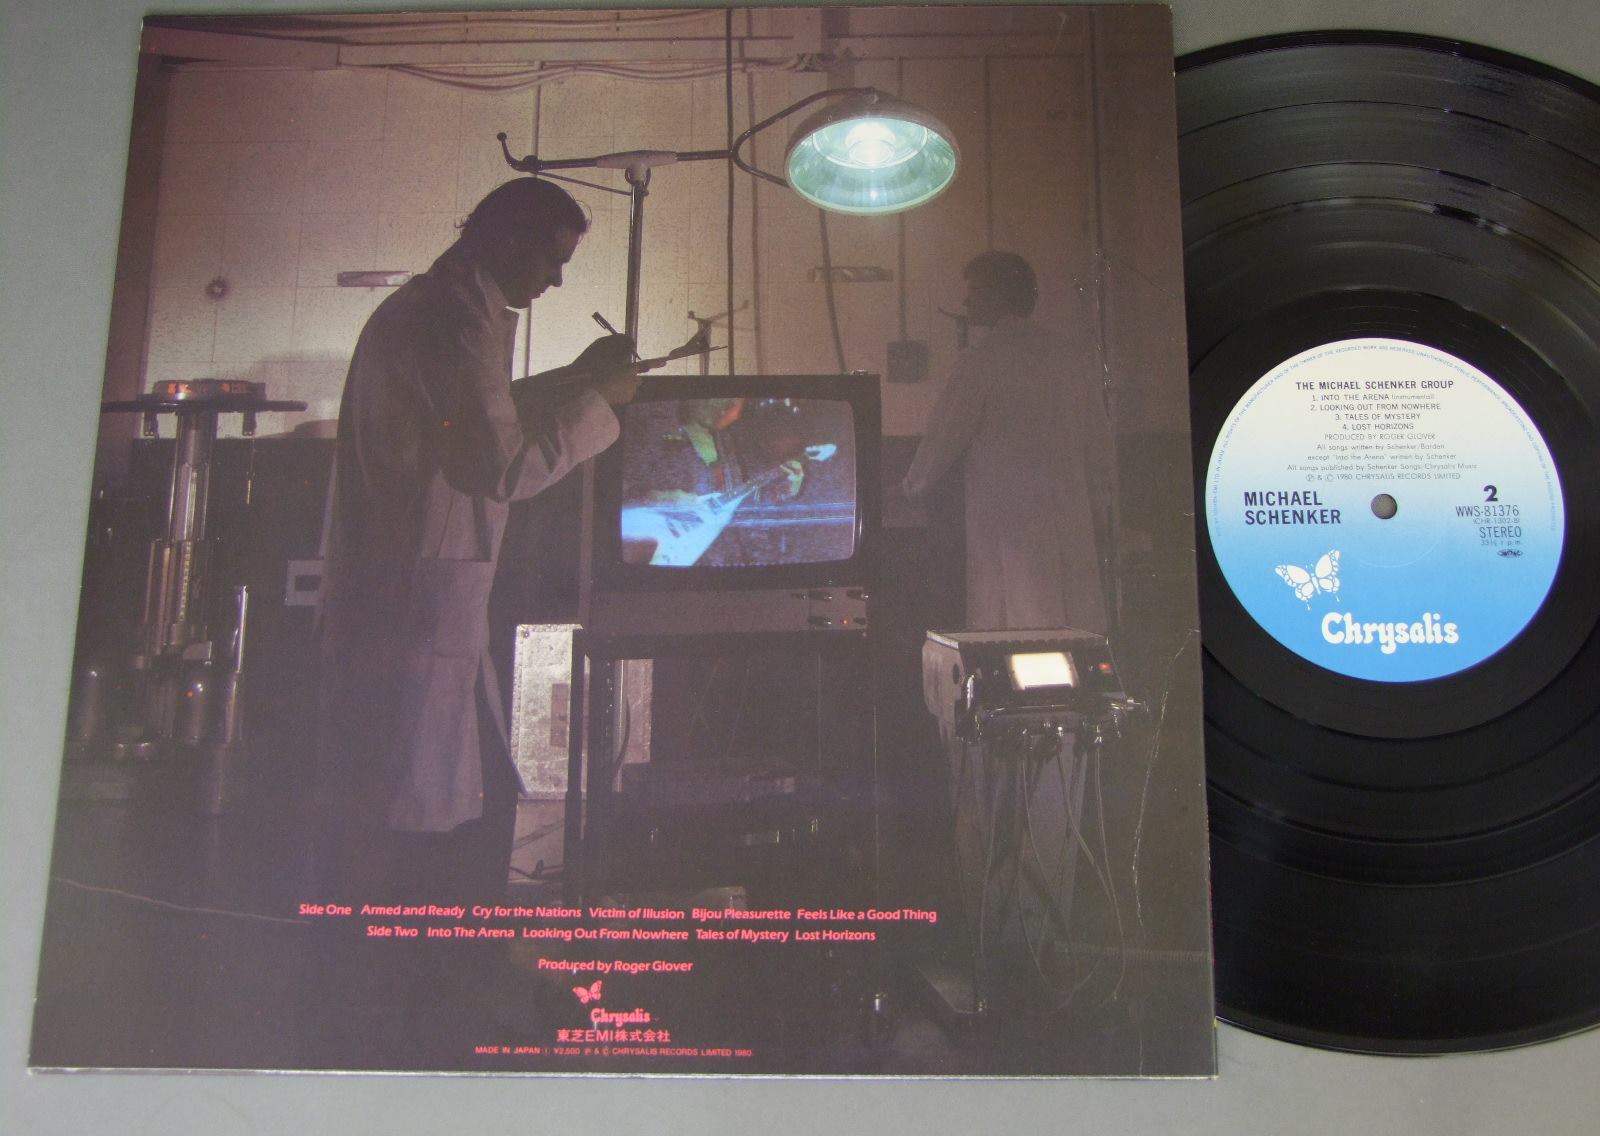 Side One Armed and Ready Cry for the Nations Victim of Illusion Bijou Pleasurette Feels Like a Good Thing
Side Two Into The Arena Looking Out From Nowhere Tales of Mystery Lost Horizons
Produced by Roger Glover
Chrysalis
東芝EMI株式会社
MADE IN JAPAN ¥2,500 ℗ & © CHRYSALIS RECORDS LIMITED 1980
THE MICHAEL SCHENKER GROUP
1. INTO THE ARENA (Instrumental)
2. LOOKING OUT FROM NOWHERE
3. TALES OF MYSTERY
4. LOST HORIZONS
PRODUCED BY ROGER GLOVER
All songs written by Schenker/Barden
except "Into the Arena" written by Schenker
All songs published by Schenker Songs/Chrysalis Music
℗ & © 1980 CHRYSALIS RECORDS LIMITED
MICHAEL
SCHENKER
2
WWS-81376
(CHR-1302-B)
STEREO
33⅓ r.p.m.
Chrysalis